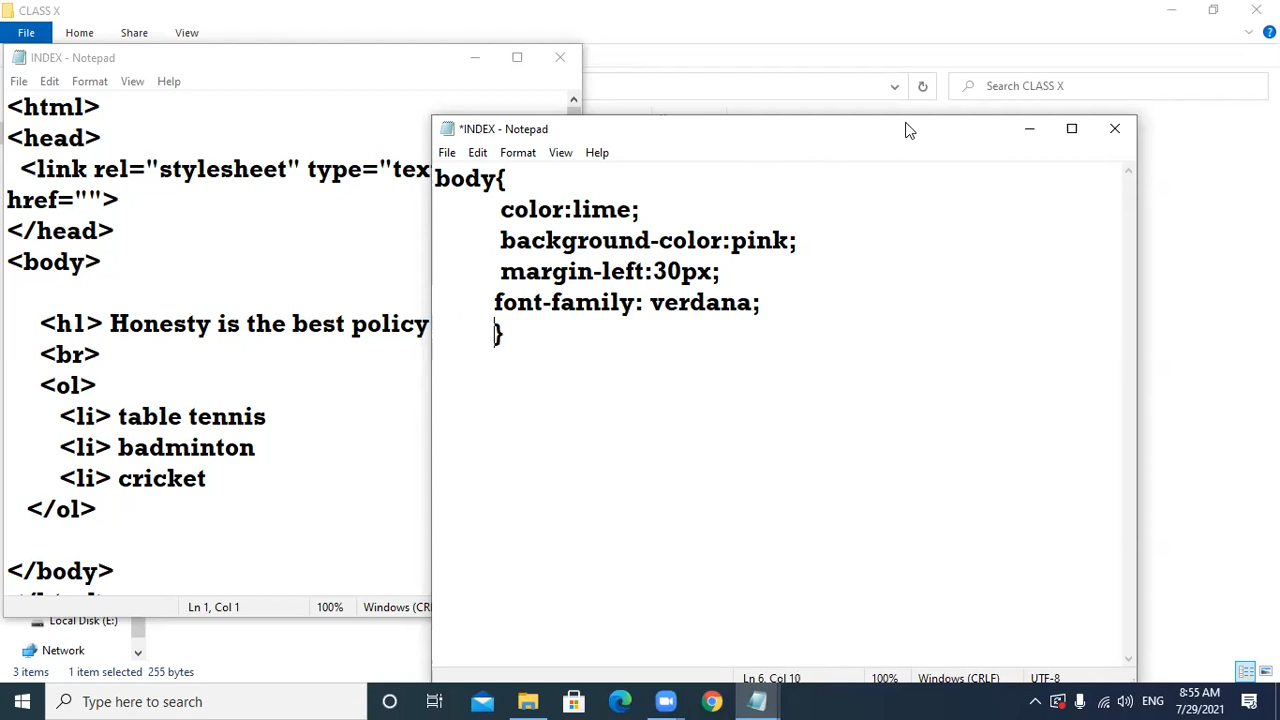 CLASS X
File Home Share View
INDEX - Notepad
File Edit Format View Help
<html>
<head>
<link rel="stylesheet" type="tex
href="">
</head>
<body>
<h1> Honesty is the best policy
<br>
<ol>
<li> table tennis
<li> badminton
<li> cricket
</ol>
</body>
Ln 1, Col 1 100% Windows (CRL
Search CLASS X
*INDEX - Notepad
File Edit Format View Help
body{
color:lime;
background-color:pink;
margin-left:30px;
font-family: verdana;
}
Ln 6, Col 10 100% Windows (CRLF) UTF-8
Local Disk (E:)
Network
3 items 1 item selected 255 bytes
Type here to search
ENG
8:55 AM
7/29/2021